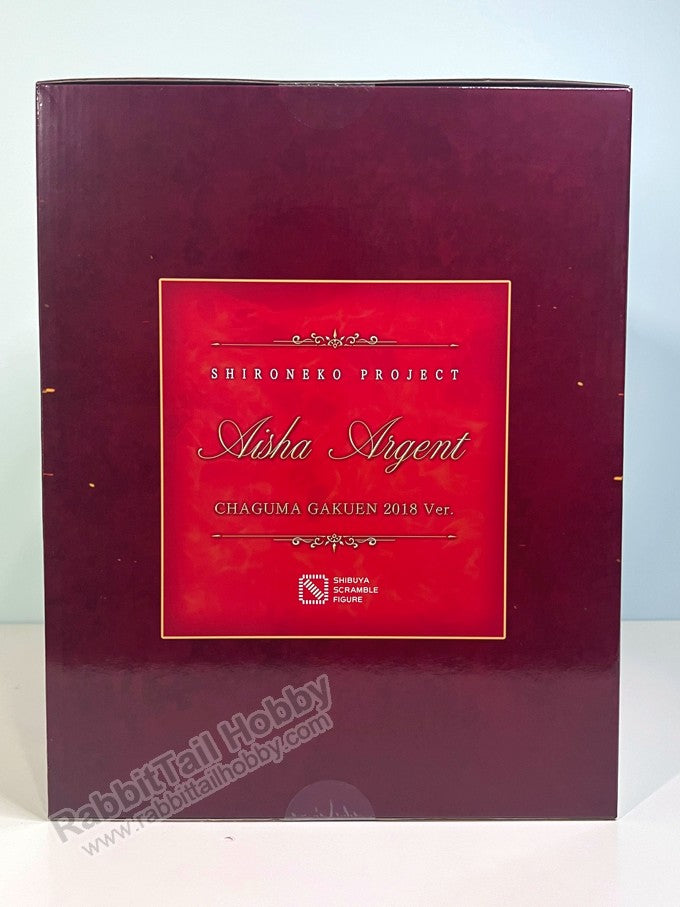 SHIRONEKO PROJECT
Aisha Argent
CHAGUMA GAKUEN 2018 Ver.
SHIBUYA
SCRAMBLE
FIGURE
RabbitTail Hobby
www.rabbittailhobby.com